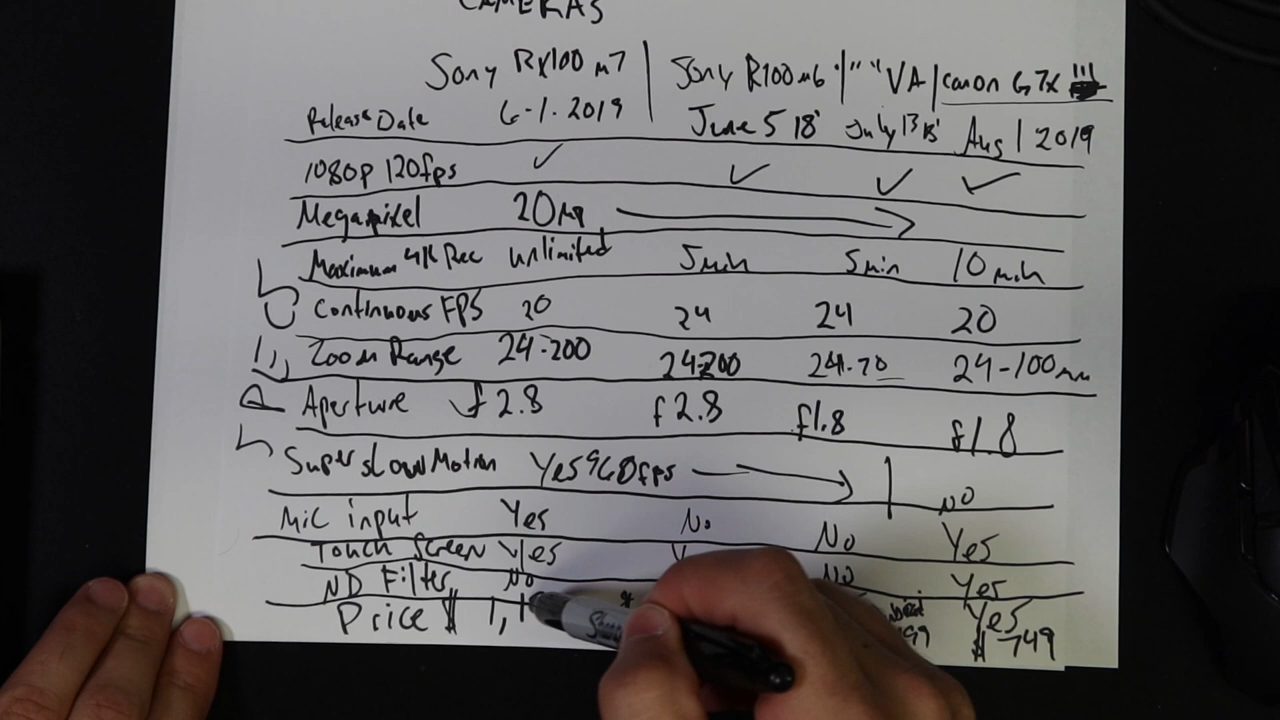 CAMERAS
Sony RX100 m7 | Sony R100 m6 | " " VA | Canon G7X III
Release Date 6-1.2019 June 5 18' July 13 18' Aug 1 2019
1080p 120fps ✓ ✓ ✓ ✓
Megapixel 20mp →
Maximum 4K Rec unlimited 5min 5min 10min
Continuous FPS 20 24 24 20
Zoom Range 24-200 24-200 24-70 24-100mm
Aperture f2.8 f2.8 f1.8 f1.8
Super slow Motion Yes 960fps → | NO
Mic input Yes No No Yes
Touch Screen Yes Y No Yes
ND Filter No Yes
Price $ 1,1 99 $ 749